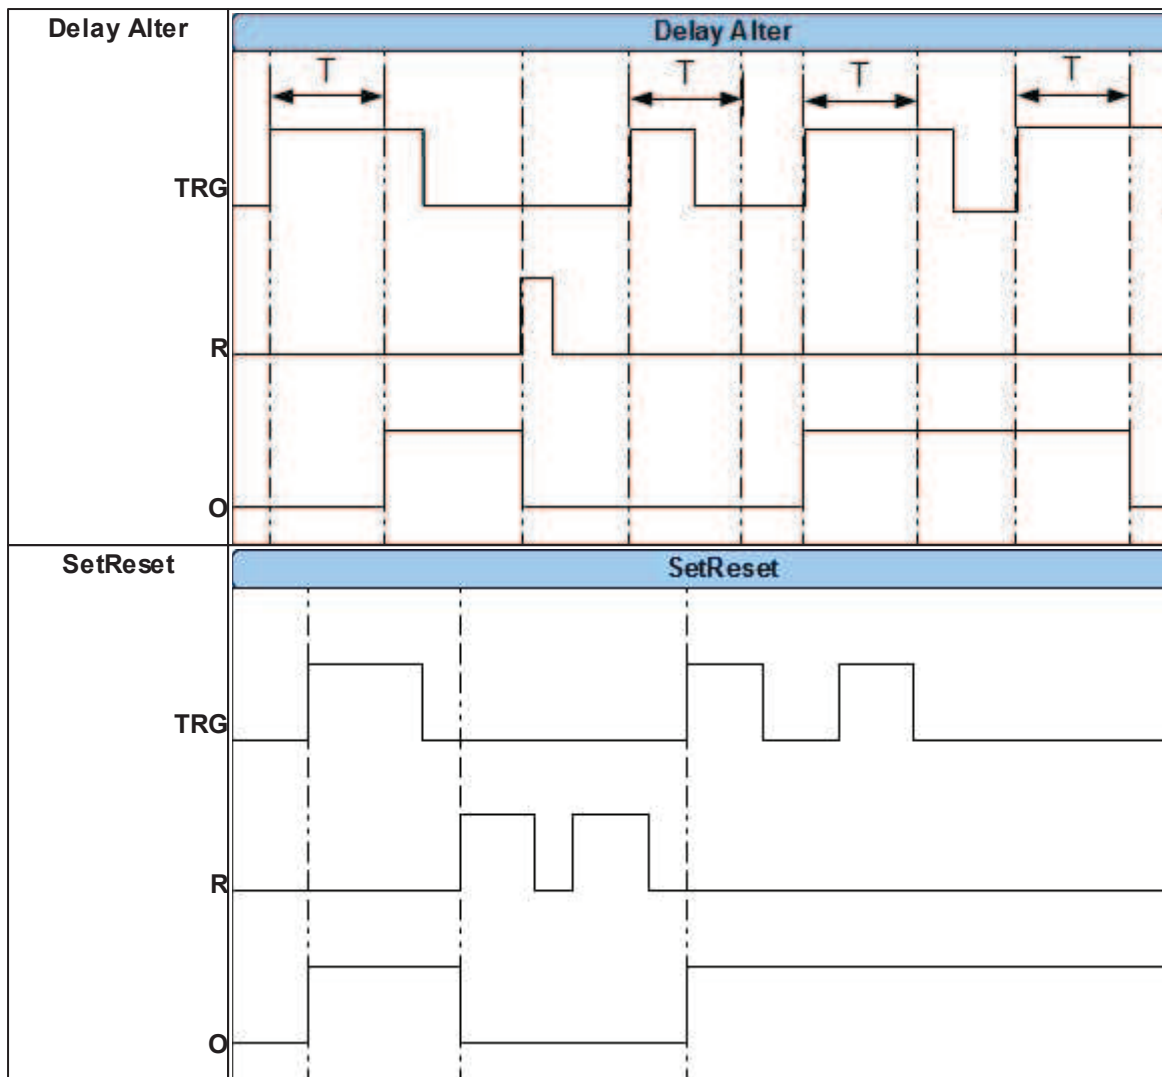 Delay Alter
Delay Alter
T T T T
TRG
R
O
SetReset
SetReset
TRG
R
O